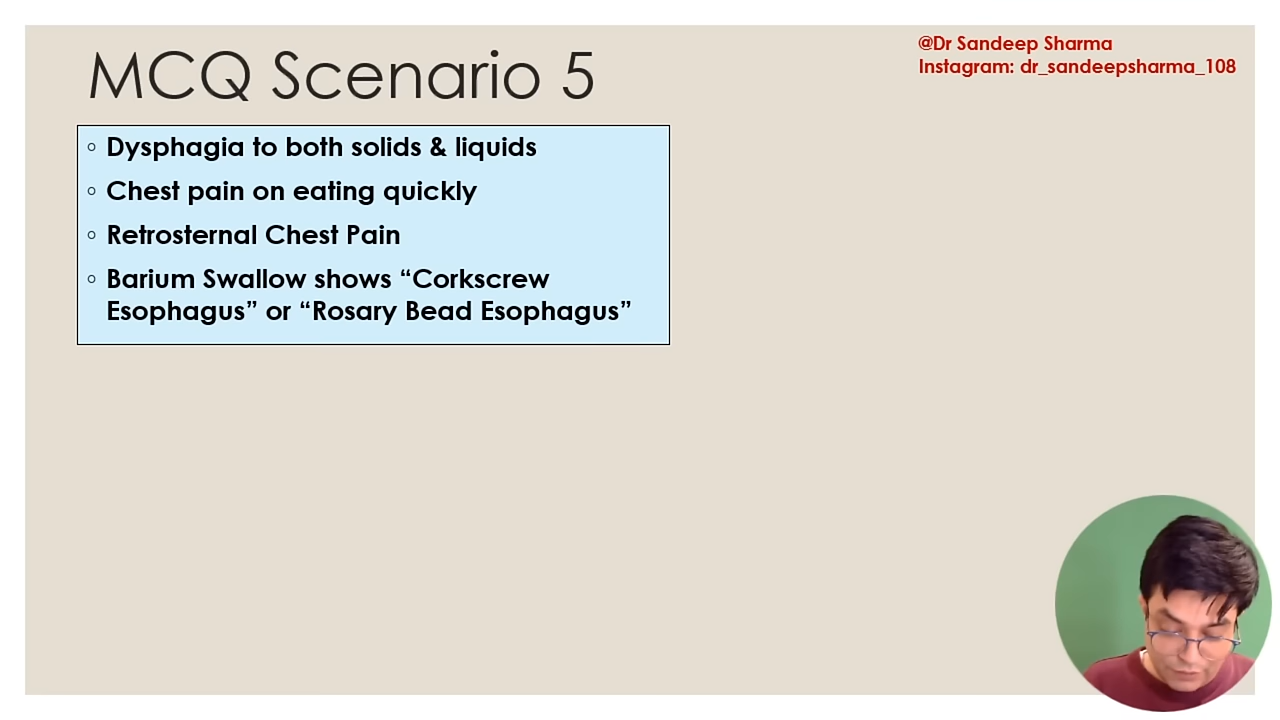 MCQ Scenario 5
@Dr Sandeep Sharma
Instagram: dr_sandeepsharma_108
◦ Dysphagia to both solids & liquids
◦ Chest pain on eating quickly
◦ Retrosternal Chest Pain
◦ Barium Swallow shows “Corkscrew
Esophagus” or “Rosary Bead Esophagus”